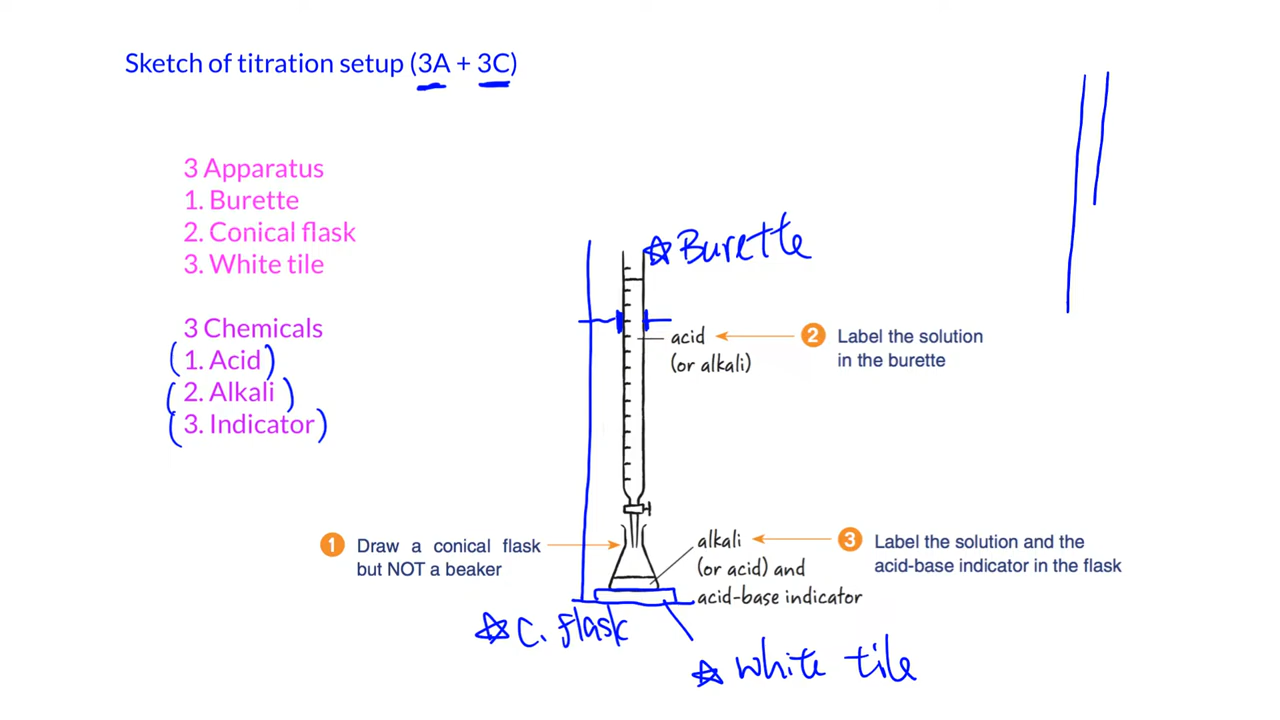 Sketch of titration setup (3A + 3C)
3 Apparatus
1. Burette
2. Conical flask
3. White tile
3 Chemicals
(1. Acid)
(2. Alkali)
(3. Indicator)
☆ Burette
acid
(or alkali)
2
Label the solution
in the burette
1
Draw a conical flask
but NOT a beaker
alkali
(or acid) and
acid-base indicator
3
Label the solution and the
acid-base indicator in the flask
☆ C. flask
☆ White tile